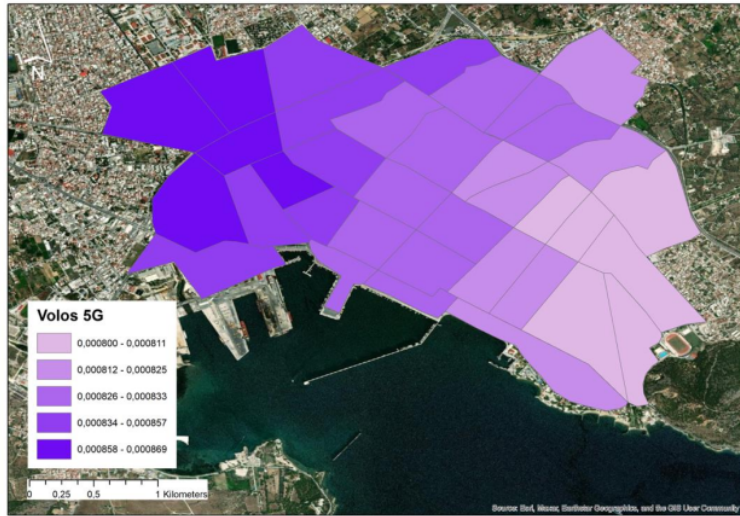 N
Volos 5G
0,000800 - 0,000811
0,000812 - 0,000825
0,000826 - 0,000833
0,000834 - 0,000857
0,000858 - 0,000869
0 0,25 0,5 1 Kilometers
Source: Esri, Maxar, Earthstar Geographics, and the GIS User Community